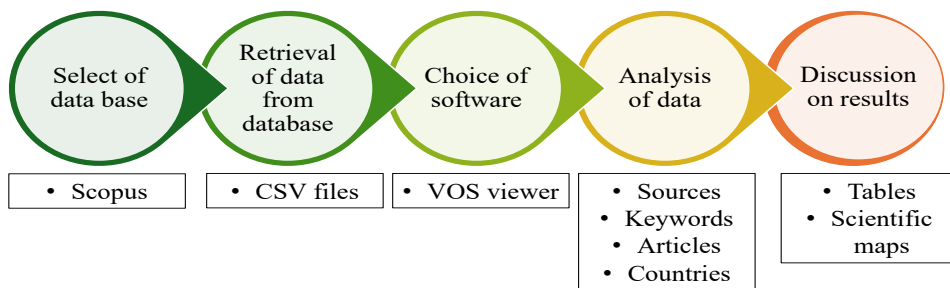 Select of
data base
Retrieval
of data
from
database
Choice of
software
Analysis
of data
Discussion
on results
• Scopus
• CSV files
• VOS viewer
• Sources
• Keywords
• Articles
• Countries
• Tables
• Scientific
maps